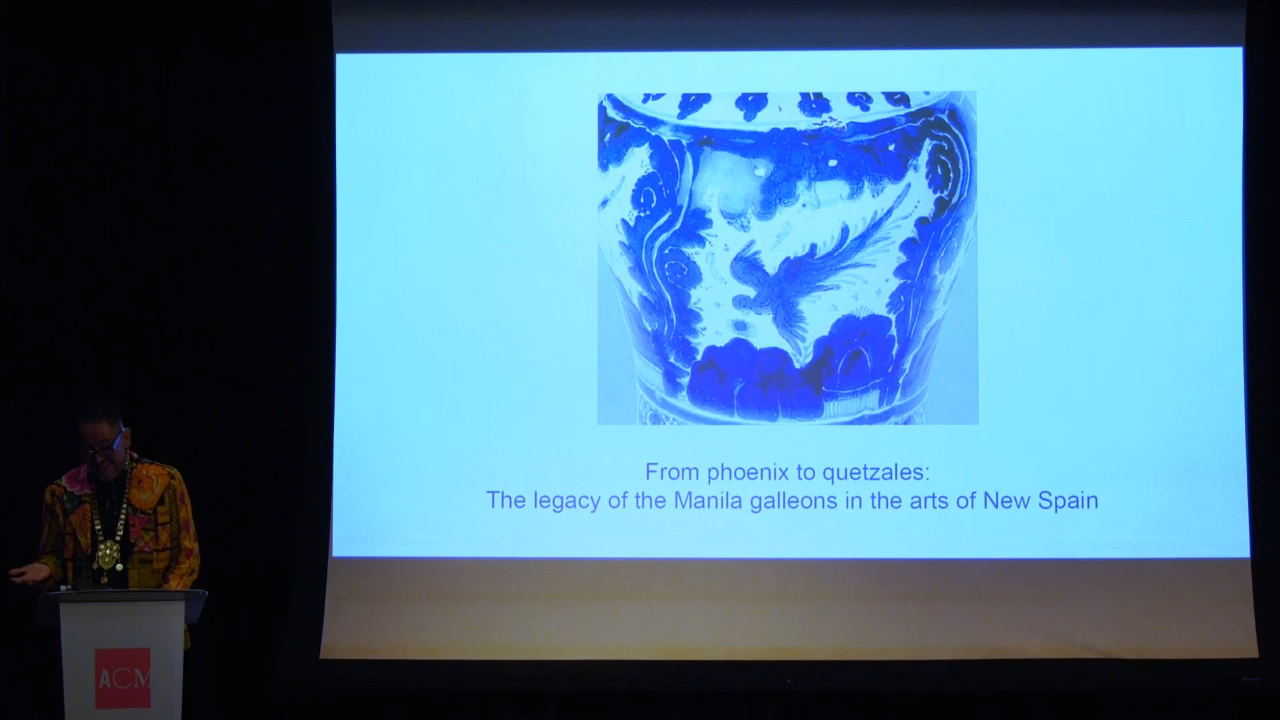 From phoenix to quetzales:
The legacy of the Manila galleons in the arts of New Spain
ACM